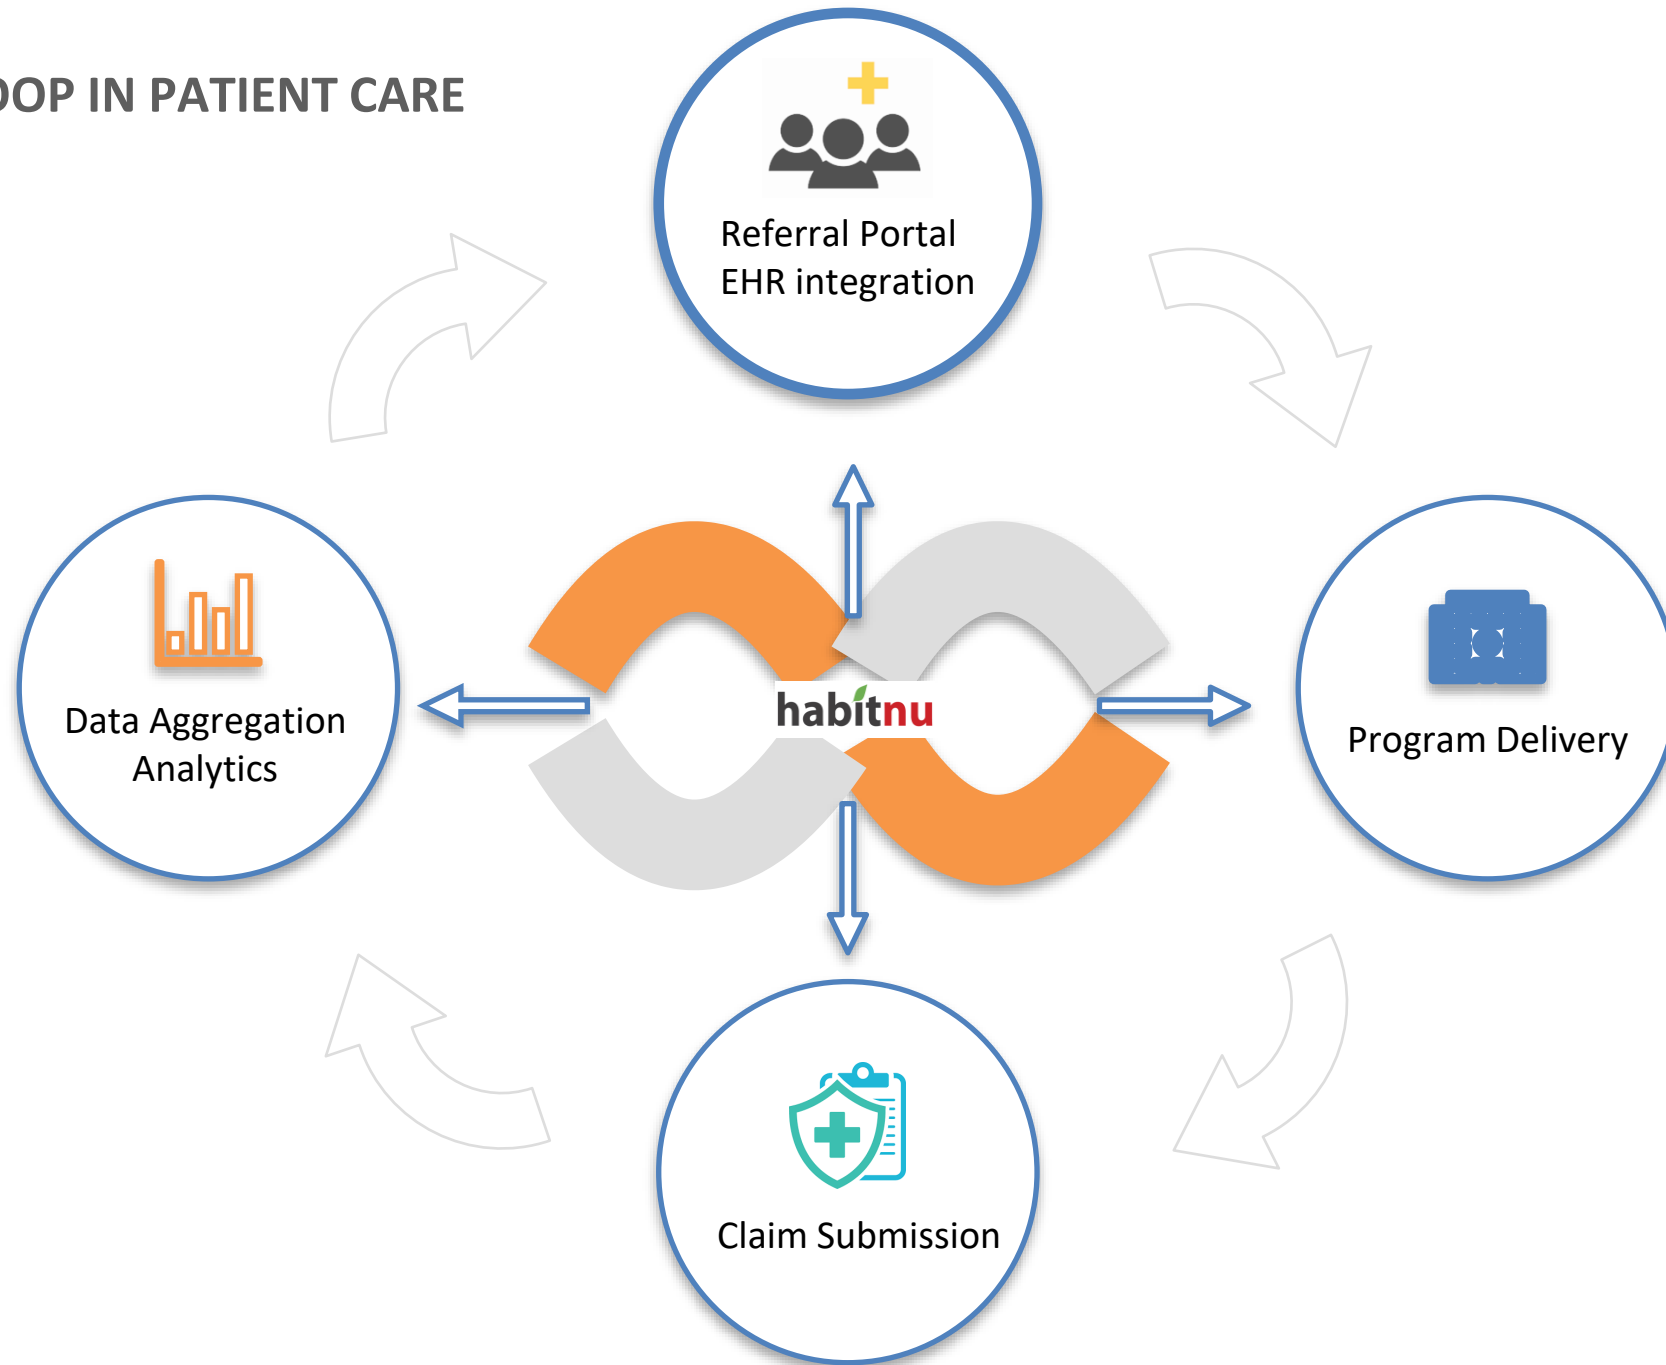 OOP IN PATIENT CARE
Referral Portal
EHR integration
Data Aggregation
Analytics
habitnu
Program Delivery
Claim Submission